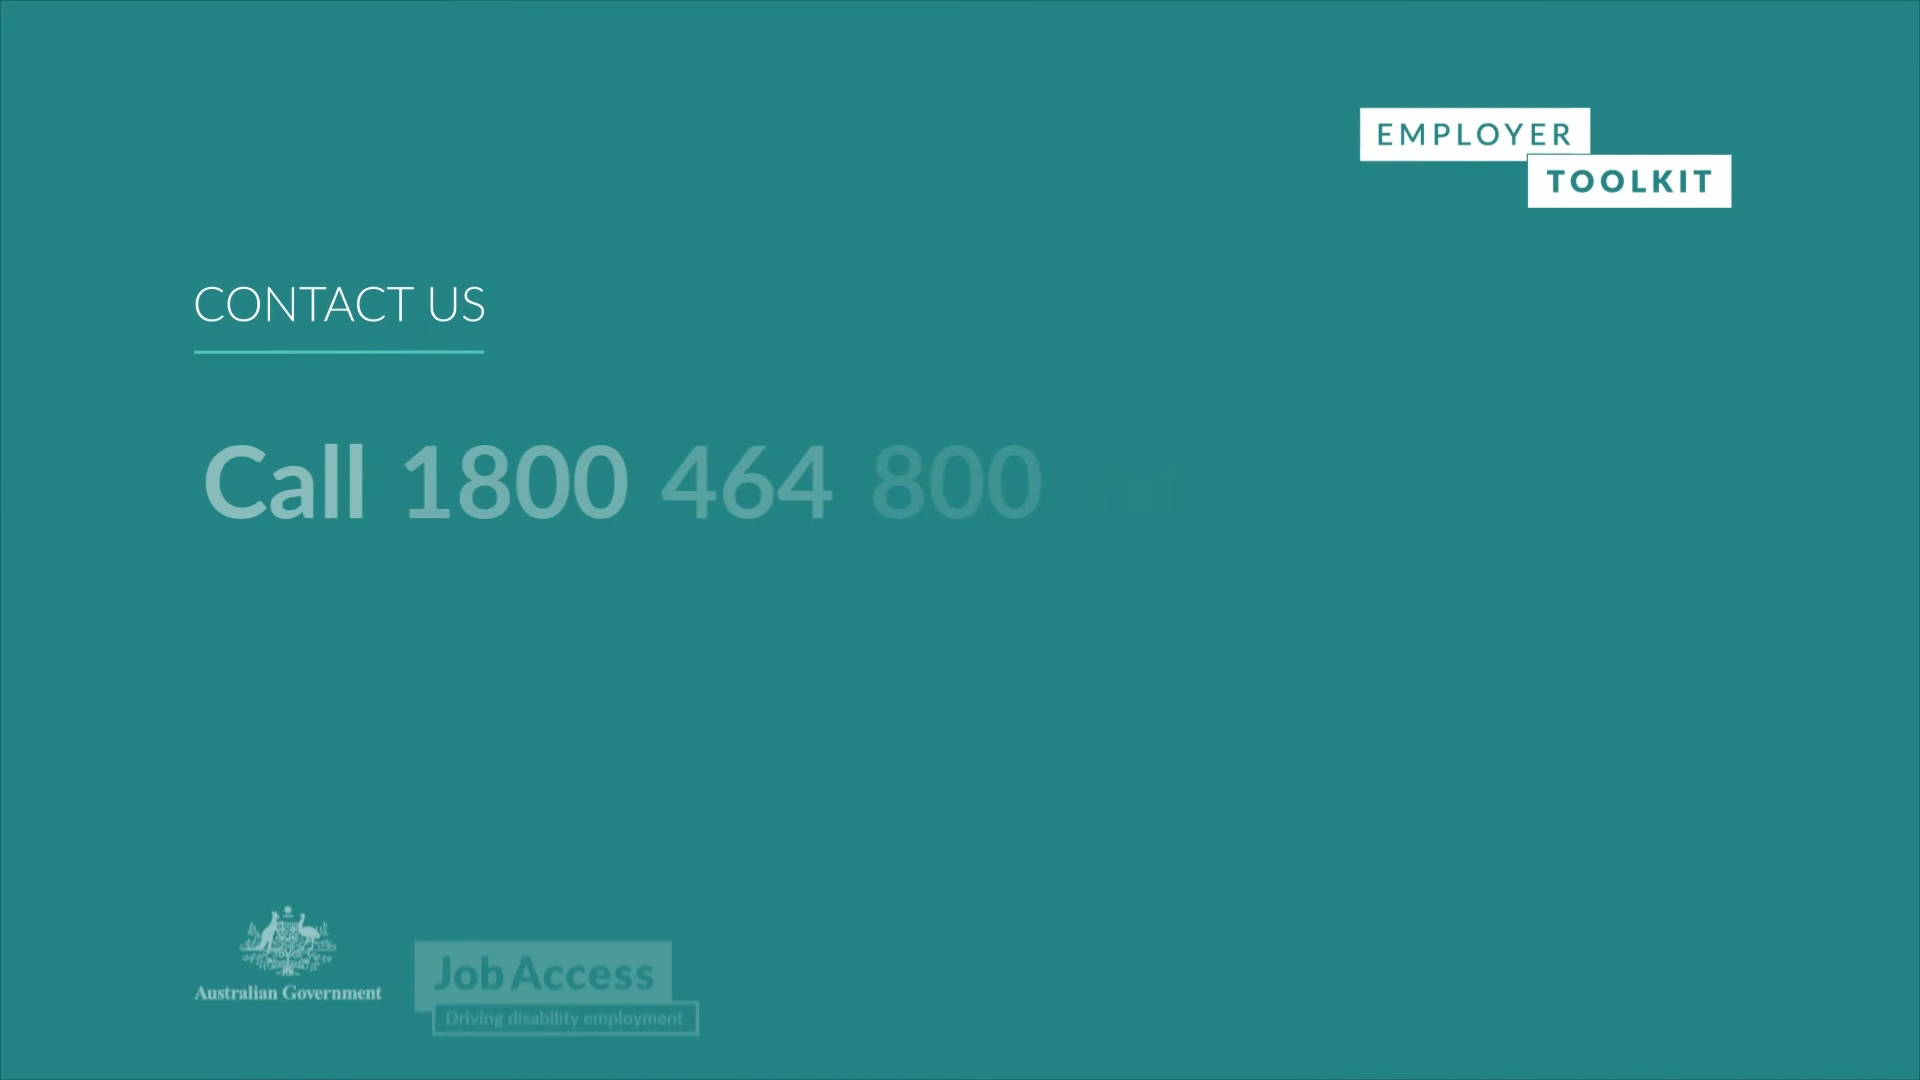 EMPLOYER
TOOLKIT
CONTACT US
Call 1800 464 800
Australian Government
JobAccess
Driving disability employment